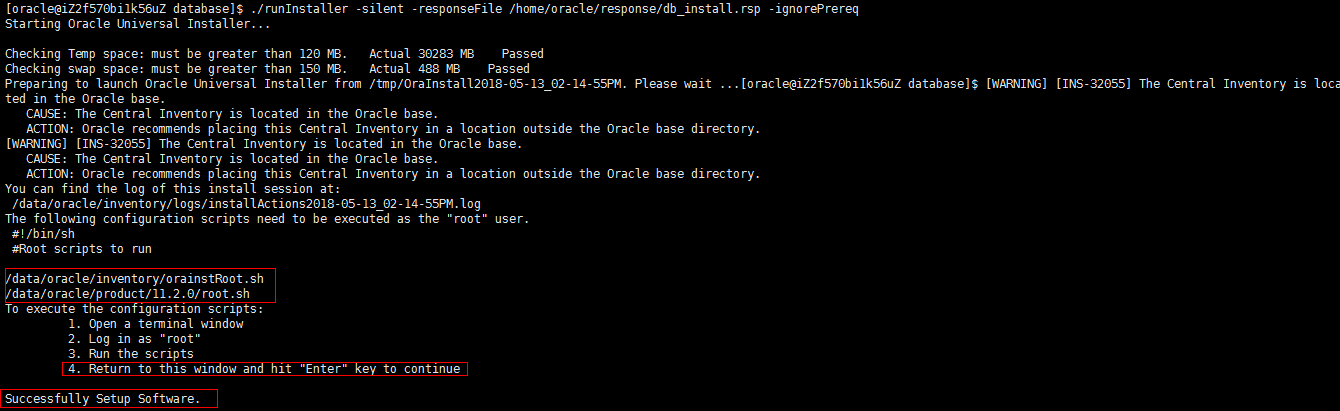 [oracle@iZ2f570bi1k56uZ database]$ ./runInstaller -silent -responseFile /home/oracle/response/db_install.rsp -ignorePrereq
Starting Oracle Universal Installer...
Checking Temp space: must be greater than 120 MB.   Actual 30283 MB    Passed
Checking swap space: must be greater than 150 MB.   Actual 488 MB    Passed
Preparing to launch Oracle Universal Installer from /tmp/OraInstall2018-05-13_02-14-55PM. Please wait ...[oracle@iZ2f570bi1k56uZ database]$ [WARNING] [INS-32055] The Central Inventory is loca
ted in the Oracle base.
   CAUSE: The Central Inventory is located in the Oracle base.
   ACTION: Oracle recommends placing this Central Inventory in a location outside the Oracle base directory.
[WARNING] [INS-32055] The Central Inventory is located in the Oracle base.
   CAUSE: The Central Inventory is located in the Oracle base.
   ACTION: Oracle recommends placing this Central Inventory in a location outside the Oracle base directory.
You can find the log of this install session at:
 /data/oracle/inventory/logs/installActions2018-05-13_02-14-55PM.log
The following configuration scripts need to be executed as the "root" user.
 #!/bin/sh
 #Root scripts to run
/data/oracle/inventory/orainstRoot.sh
/data/oracle/product/11.2.0/root.sh
To execute the configuration scripts:
         1. Open a terminal window
         2. Log in as "root"
         3. Run the scripts
         4. Return to this window and hit "Enter" key to continue
Successfully Setup Software.